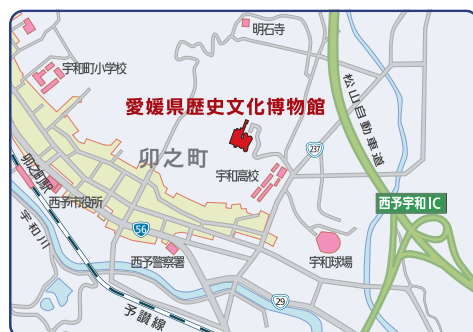 明石寺
宇和町小学校
松山自動車道
愛媛県歴史文化博物館
237
卯之町
宇和高校
卯之町駅
西予市役所
西予宇和IC
宇和川
56
西予警察署
宇和球場
29
予讃線